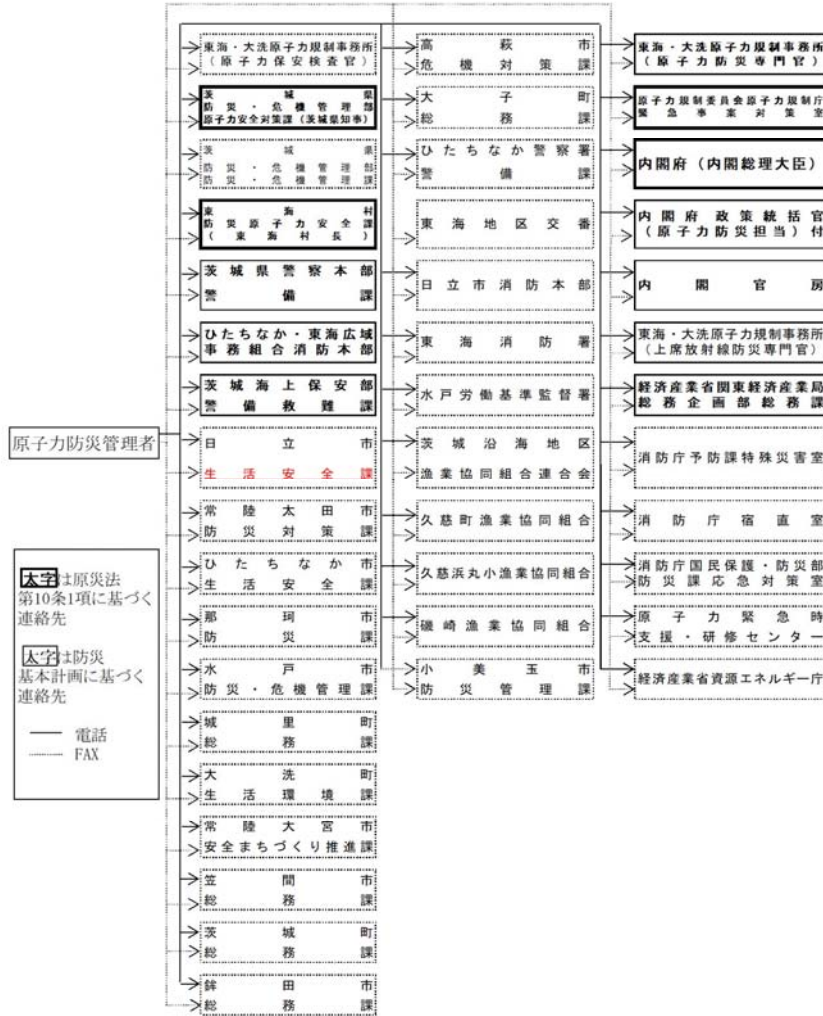 原子力防災管理者
太字は原災法
第10条1項に基づく
連絡先
太字は防災
基本計画に基づく
連絡先
電話
FAX
東海・大洗原子力規制事務所
(原子力保安検査官)
茨城県
防災・危機管理部
原子力安全対策課(茨城県知事)
茨城県
防災・危機管理部
防災・危機管理課
東海村
防災原子力安全課
(東海村長)
茨城県警察本部
警備課
ひたちなか・東海広域
事務組合消防本部
茨城海上保安部
警備救難課
日立市
生活安全課
常陸太田市
防災対策課
ひたちなか市
生活安全課
那珂市
防災課
水戸市
防災・危機管理課
城里町
総務課
大洗町
生活環境課
常陸大宮市
安全まちづくり推進課
笠間市
総務課
茨城町
総務課
鉾田市
総務課
高萩市
危機対策課
大子町
総務課
ひたちなか警察署
警備課
東海地区交番
日立市消防本部
東海消防署
水戸労働基準監督署
茨城沿海地区
漁業協同組合連合会
久慈町漁業協同組合
久慈浜丸小漁業協同組合
磯崎漁業協同組合
小美玉市
防災管理課
東海・大洗原子力規制事務所
(原子力防災専門官)
原子力規制委員会原子力規制庁
緊急事案対策室
内閣府(内閣総理大臣)
内閣府政策統括官
(原子力防災担当)付
内閣官房
東海・大洗原子力規制事務所
(上席放射線防災専門官)
経済産業省関東経済産業局
総務企画部総務課
消防庁予防課特殊災害室
消防庁宿直室
消防庁国民保護・防災部
防災課応急対策室
原子力緊急時
支援・研修センター
経済産業省資源エネルギー庁